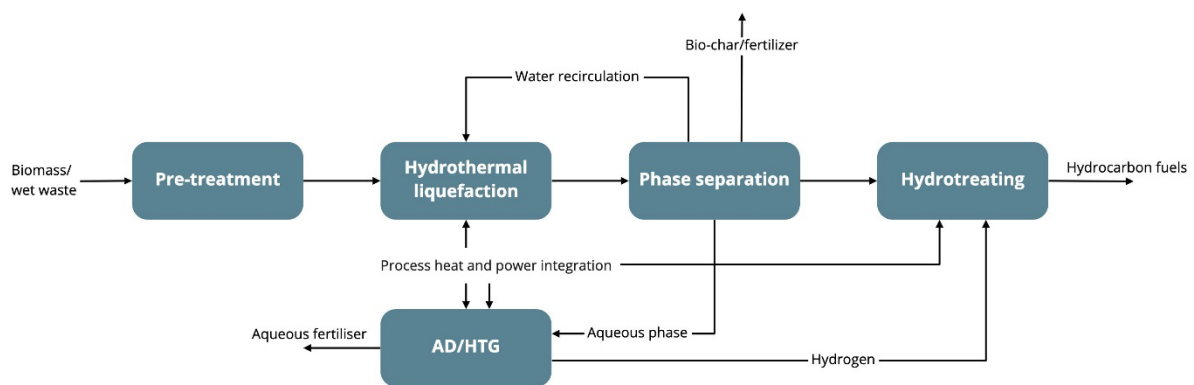 Bio-char/fertilizer
Water recirculation
Biomass/
wet waste
Pre-treatment
Hydrothermal
liquefaction
Phase separation
Hydrotreating
Hydrocarbon fuels
Process heat and power integration
Aqueous fertiliser
AD/HTG
Aqueous phase
Hydrogen